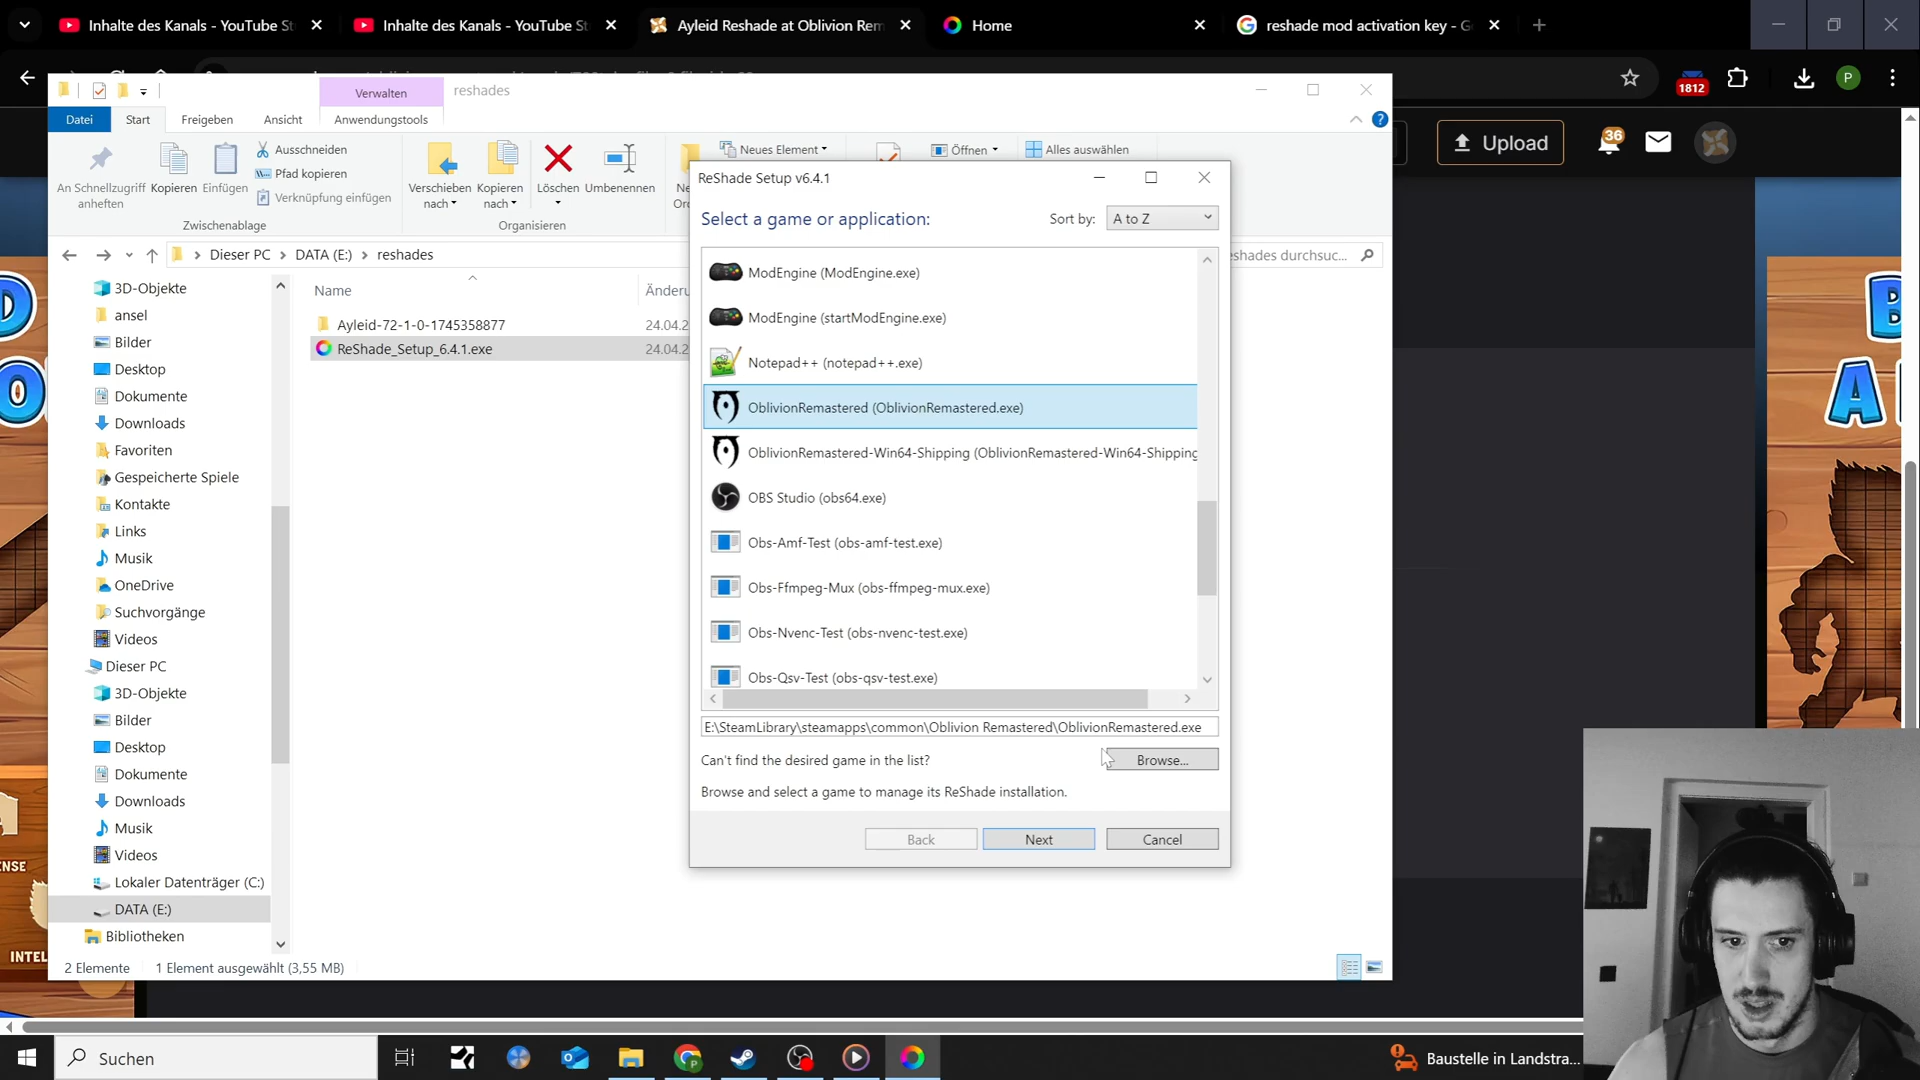 Inhalte des Kanals - YouTube St
Inhalte des Kanals - YouTube St
Ayleid Reshade at Oblivion Rem
Home
reshade mod activation key - G
1812
P
Verwalten
reshades
Datei
Start
Freigeben
Ansicht
Anwendungstools
36
Upload
An Schnellzugriff
anheften
Kopieren
Einfügen
Ausschneiden
Pfad kopieren
Verknüpfung einfügen
Zwischenablage
Verschieben
nach
Kopieren
nach
Löschen
Umbenennen
Organisieren
Ne
Orc
Neues Element
Öffnen
Alles auswählen
Dieser PC
DATA (E:)
reshades
eshades durchsuc...
3D-Objekte
ansel
Bilder
Desktop
Dokumente
Downloads
Favoriten
Gespeicherte Spiele
Kontakte
Links
Musik
OneDrive
Suchvorgänge
Videos
Dieser PC
3D-Objekte
Bilder
Desktop
Dokumente
Downloads
Musik
Videos
Lokaler Datenträger (C:)
DATA (E:)
Bibliotheken
Name
Änderu
Ayleid-72-1-0-1745358877
24.04.2
ReShade_Setup_6.4.1.exe
24.04.2
ReShade Setup v6.4.1
Select a game or application:
Sort by:
A to Z
ModEngine (ModEngine.exe)
ModEngine (startModEngine.exe)
Notepad++ (notepad++.exe)
OblivionRemastered (OblivionRemastered.exe)
OblivionRemastered-Win64-Shipping (OblivionRemastered-Win64-Shipping
OBS Studio (obs64.exe)
Obs-Amf-Test (obs-amf-test.exe)
Obs-Ffmpeg-Mux (obs-ffmpeg-mux.exe)
Obs-Nvenc-Test (obs-nvenc-test.exe)
Obs-Qsv-Test (obs-qsv-test.exe)
E:\SteamLibrary\steamapps\common\Oblivion Remastered\OblivionRemastered.exe
Can't find the desired game in the list?
Browse...
Browse and select a game to manage its ReShade installation.
Back
Next
Cancel
2 Elemente
1 Element ausgewählt (3,55 MB)
ENSE
INTEL
Suchen
Baustelle in Landstra...